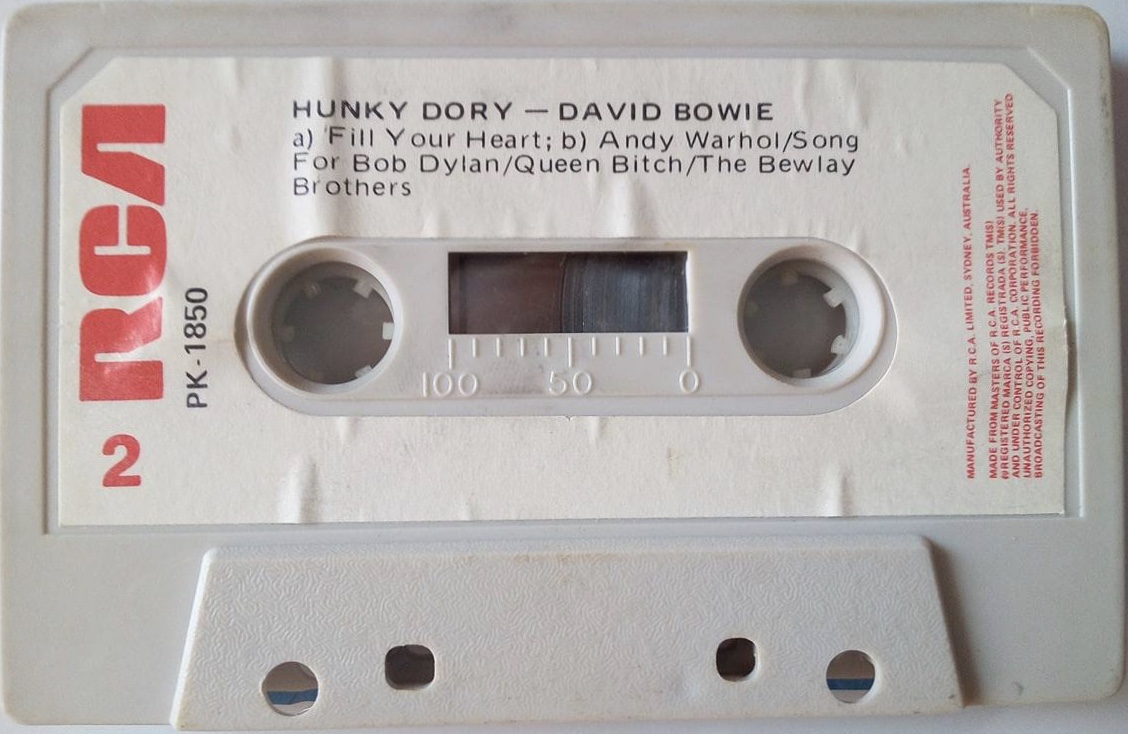 HUNKY DORY — DAVID BOWIE
a) Fill Your Heart; b) Andy Warhol/Song
For Bob Dylan/Queen Bitch/The Bewlay
Brothers
RCA
PK-1850
2
100 50 0
MANUFACTURED BY R.C.A. LIMITED, SYDNEY, AUSTRALIA.
MADE FROM MASTERS OF R.C.A. RECORDS TM(S)
® REGISTERED MARCA (S) REGISTRADA (S). TM(S) USED BY AUTHORITY
AND UNDER CONTROL OF R.C.A. CORPORATION. ALL RIGHTS RESERVED
UNAUTHORIZED COPYING, PUBLIC PERFORMANCE,
BROADCASTING OF THIS RECORDING FORBIDDEN.